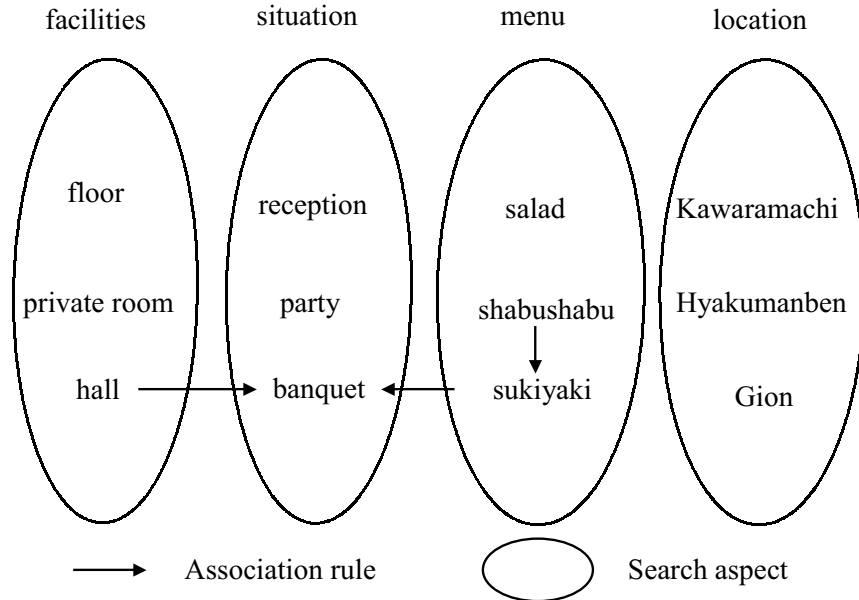 facilities situation menu location
floor reception salad Kawaramachi
private room party shabushabu Hyakumanben
hall banquet sukiyaki Gion
Association rule Search aspect